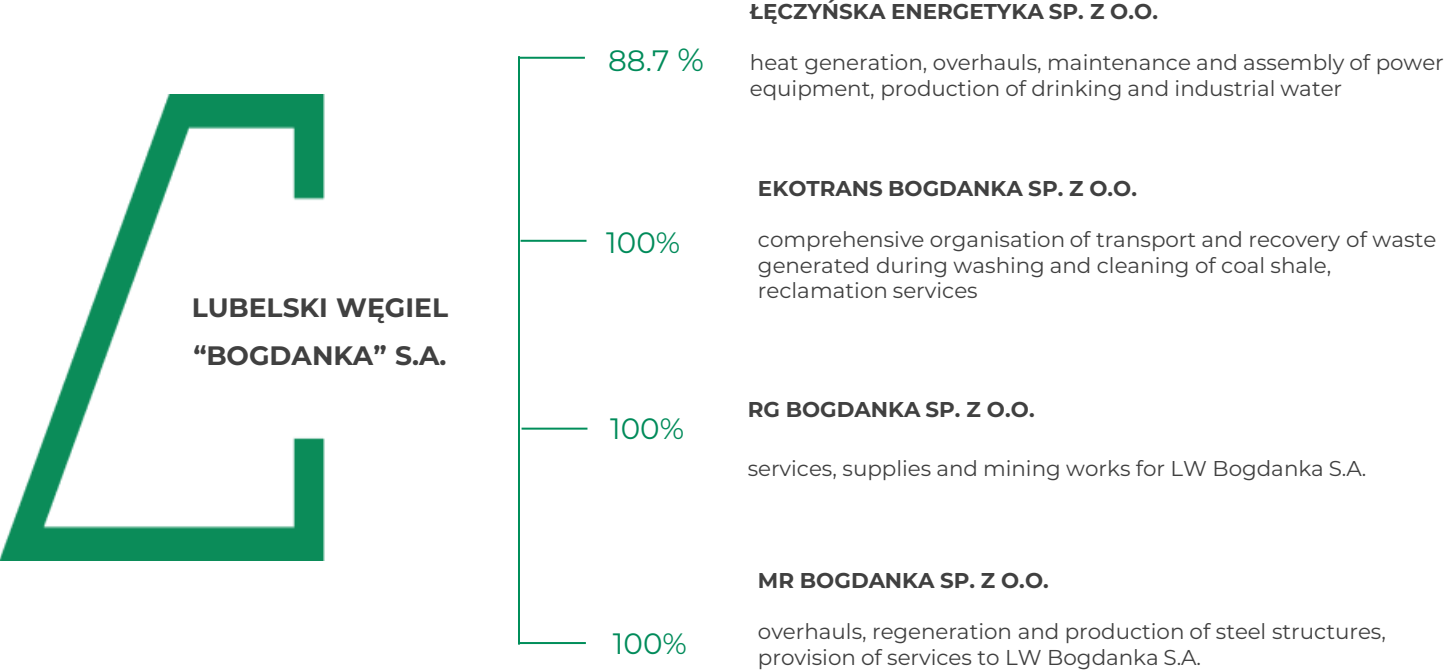 LUBELSKI WĘGIEL
“BOGDANKA” S.A.
88.7 %
ŁĘCZYŃSKA ENERGETYKA SP. Z O.O.
heat generation, overhauls, maintenance and assembly of power
equipment, production of drinking and industrial water
100%
EKOTRANS BOGDANKA SP. Z O.O.
comprehensive organisation of transport and recovery of waste
generated during washing and cleaning of coal shale,
reclamation services
100%
RG BOGDANKA SP. Z O.O.
services, supplies and mining works for LW Bogdanka S.A.
100%
MR BOGDANKA SP. Z O.O.
overhauls, regeneration and production of steel structures,
provision of services to LW Bogdanka S.A.